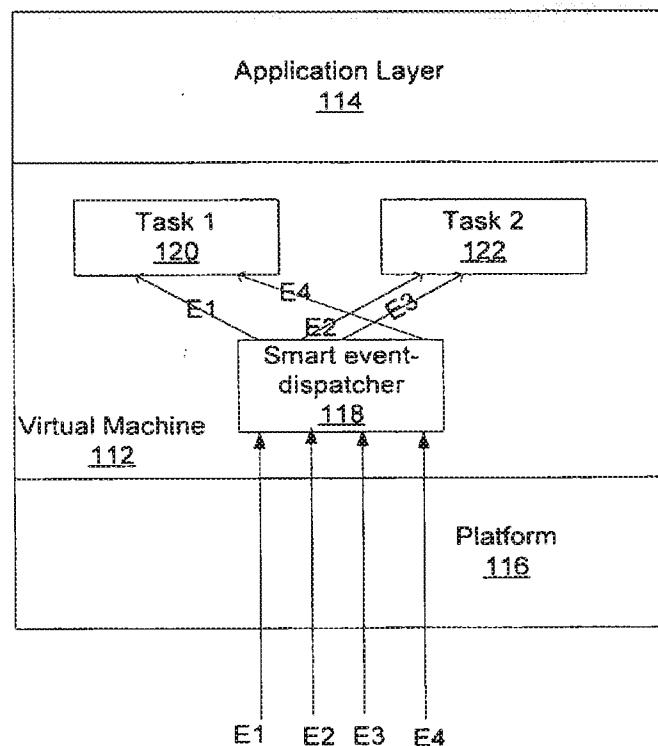 Application Layer
114
Task 1
120
Task 2
122
E1
E4
E2
E3
Smart event-
dispatcher
118
Virtual Machine
112
Platform
116
E1
E2
E3
E4